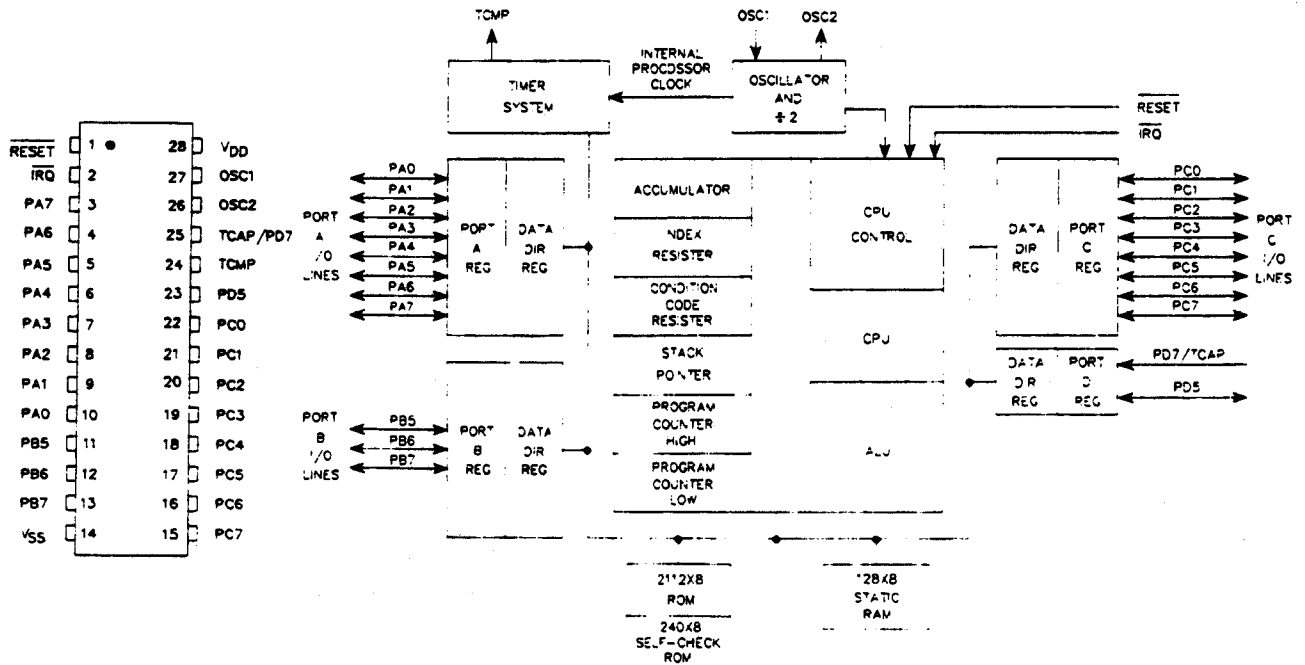 TCMP
OSC1 OSC2
TIMER
SYSTEM
INTERNAL
PROCESSOR
CLOCK
OSCILLATOR
AND
÷ 2
RESET
IRQ
RESET 1 28 VDD
IRQ 2 27 OSC1
PA7 3 26 OSC2
PA6 4 25 TCAP/PD7
PA5 5 24 TCMP
PA4 6 23 PD5
PA3 7 22 PC0
PA2 8 21 PC1
PA1 9 20 PC2
PA0 10 19 PC3
PB5 11 18 PC4
PB6 12 17 PC5
PB7 13 16 PC6
VSS 14 15 PC7
PORT
A
I/O
LINES
PA0
PA1
PA2
PA3
PA4
PA5
PA6
PA7
PORT
A
REG
DATA
DIR
REG
PORT
B
I/O
LINES
PB5
PB6
PB7
PORT
B
REG
DATA
DIR
REG
ACCUMULATOR
NDEX
RESISTER
CONDITION
CODE
RESISTER
STACK
POINTER
PROGRAM
COUNTER
HIGH
PROGRAM
COUNTER
LOW
CPU
CONTROL
CPU
ALU
DATA
DIR
REG
PORT
C
REG
PC0
PC1
PC2
PC3
PC4
PC5
PC6
PC7
PORT
C
I/O
LINES
DATA
DIR
REG
PORT
D
REG
PD7/TCAP
PD5
2112X8
ROM
240X8
SELF-CHECK
ROM
128X8
STATIC
RAM